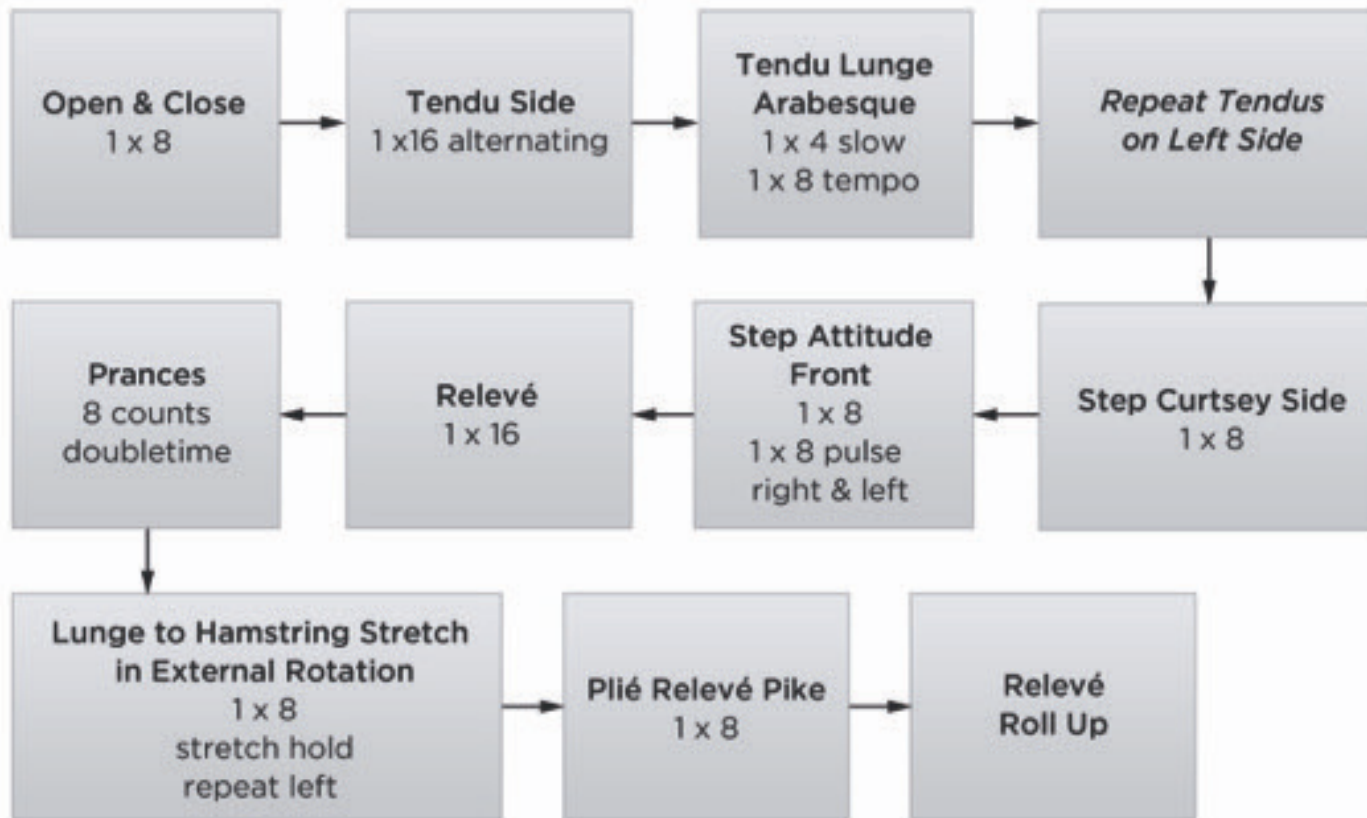 Open & Close
1 x 8
Tendu Side
1 x16 alternating
Tendu Lunge
Arabesque
1 x 4 slow
1 x 8 tempo
Repeat Tendus
on Left Side
Step Curtsey Side
1 x 8
Step Attitude
Front
1 x 8
1 x 8 pulse
right & left
Relevé
1 x 16
Prances
8 counts
doubletime
Lunge to Hamstring Stretch
in External Rotation
1 x 8
stretch hold
repeat left
Plié Relevé Pike
1 x 8
Relevé
Roll Up